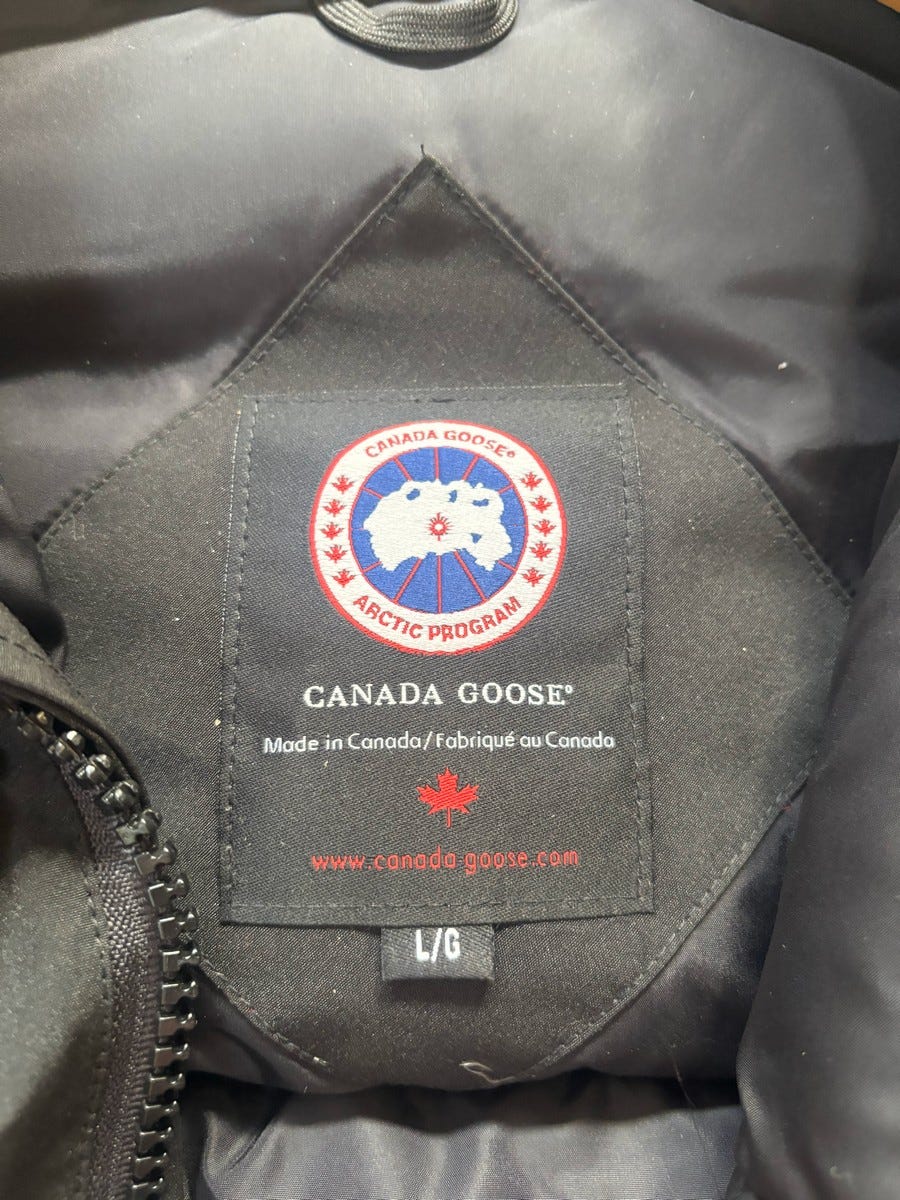 CANADA GOOSE®
ARCTIC PROGRAM
CANADA GOOSE®
Made in Canada/Fabriqué au Canada
www.canada-goose.com
L/G